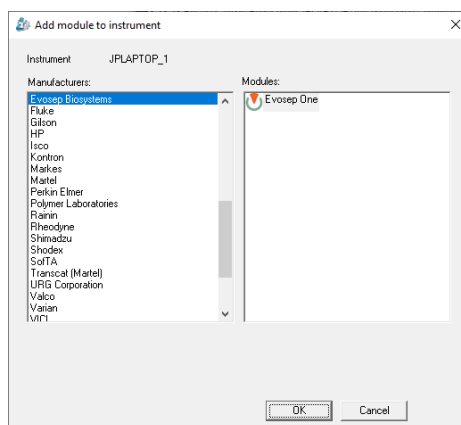 Add module to instrument
Instrument JPLAPTOP_1
Manufacturers:
Evosep Biosystems
Fluke
Gilson
HP
Isco
Kontron
Markes
Martel
Perkin Elmer
Polymer Laboratories
Rainin
Rheodyne
Shimadzu
Shodex
SofTA
Transcat (Martel)
URG Corporation
Valco
Varian
VICI
Modules:
Evosep One
OK Cancel